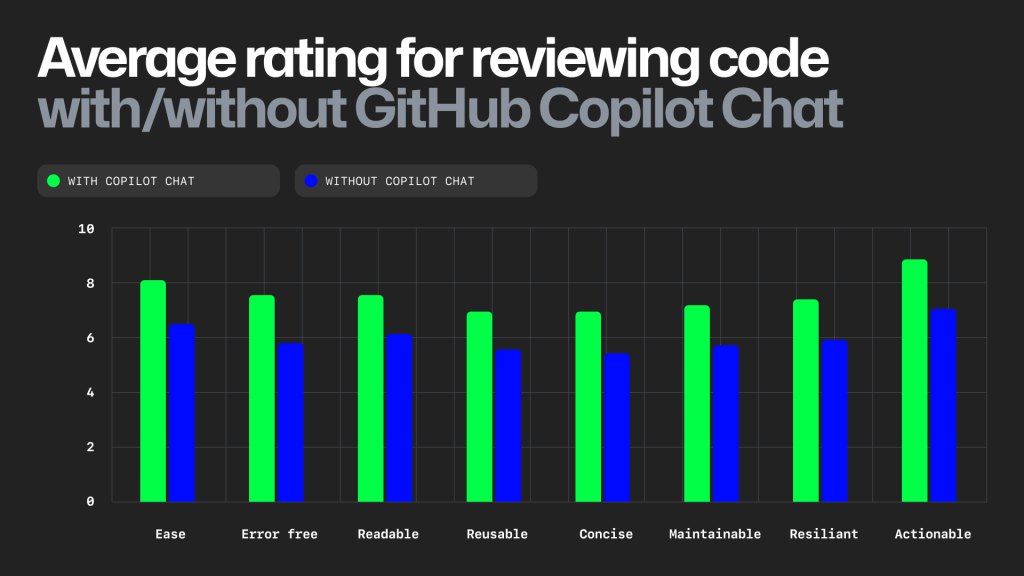 Average rating for reviewing code
with/without GitHub Copilot Chat
WITH COPILOT CHAT
WITHOUT COPILOT CHAT
10
8
6
4
2
0
Ease
Error free
Readable
Reusable
Concise
Maintainable
Resiliant
Actionable